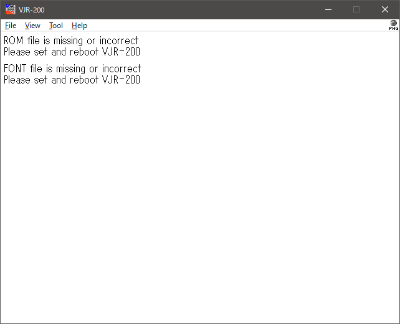 VJR-200
File View Tool Help
ROM file is missing or incorrect
Please set and reboot VJR-200
FONT file is missing or incorrect
Please set and reboot VJR-200